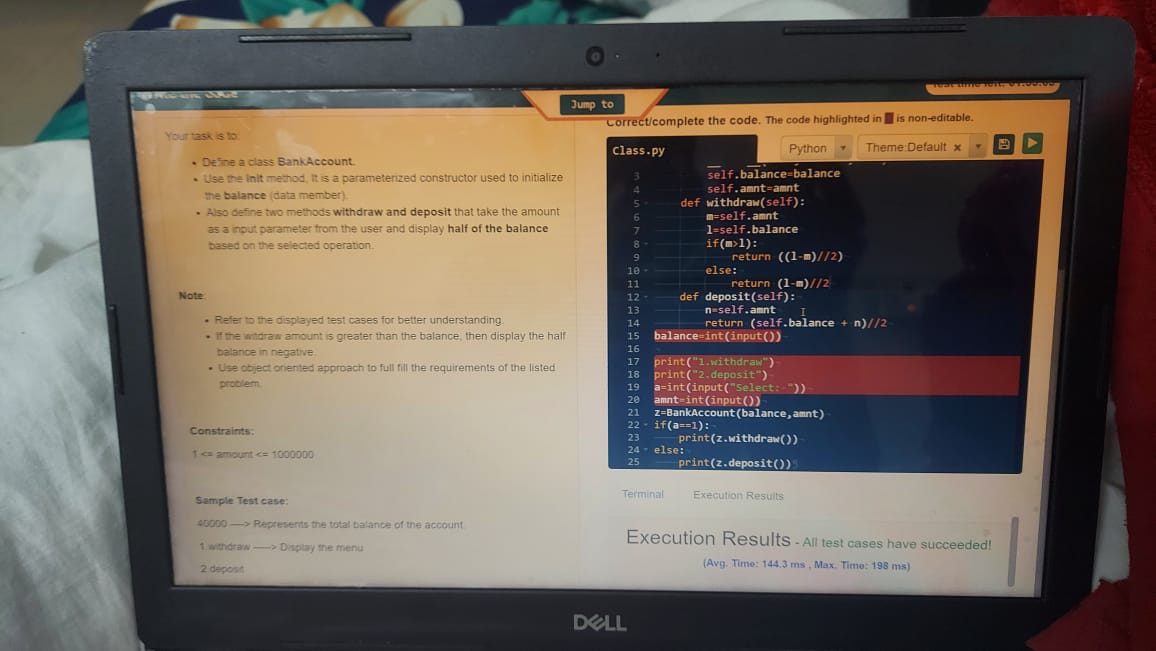 Jump to
Your task is to:
• Define a class BankAccount.
• Use the init method. It is a parameterized constructor used to initialize
the balance (data member).
• Also define two methods withdraw and deposit that take the amount
as a input parameter from the user and display half of the balance
based on the selected operation.
Note:
• Refer to the displayed test cases for better understanding.
• If the witdraw amount is greater than the balance, then display the half
balance in negative.
• Use object oriented approach to full fill the requirements of the listed
problem.
Constraints:
1 <= amount <= 1000000
Sample Test case:
40000 ----> Represents the total balance of the account.
1.withdraw -----> Display the menu
2.deposit
Correct/complete the code. The code highlighted in is non-editable.
Class.py
Python
Theme:Default ×
3 self.balance=balance
4 self.amnt=amnt
5 def withdraw(self):
6 m=self.amnt
7 l=self.balance
8 if(m>l):
9 return ((l-m)//2)
10 else:
11 return (l-m)//2
12 def deposit(self):
13 n=self.amnt
14 return (self.balance + n)//2
15 balance=int(input())
16
17 print("1.withdraw")
18 print("2.deposit")
19 a=int(input("Select: "))
20 amnt=int(input())
21 z=BankAccount(balance,amnt)
22 if(a==1):
23 print(z.withdraw())
24 else:
25 print(z.deposit())
Terminal
Execution Results
Execution Results - All test cases have succeeded!
(Avg. Time: 144.3 ms , Max. Time: 198 ms)
DELL